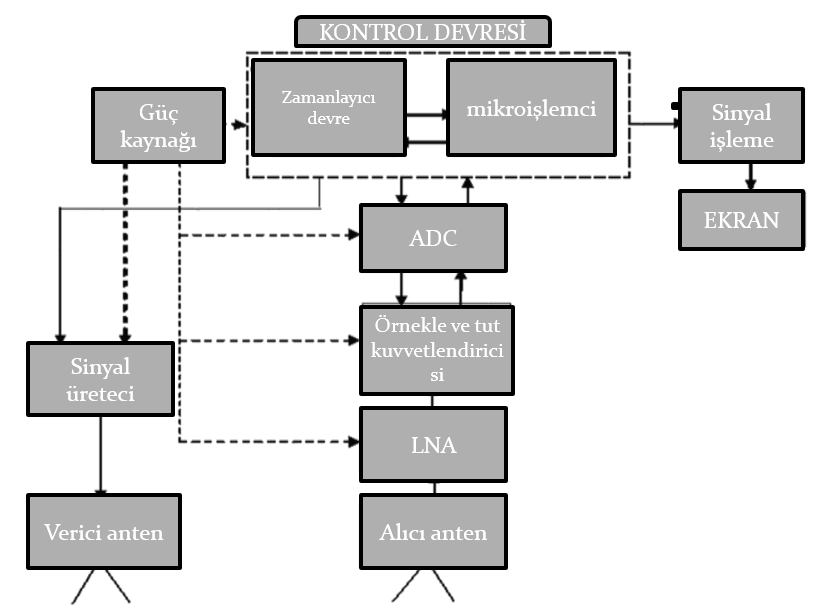 KONTROL DEVRESİ
Güç
kaynağı
Zamanlayıcı
devre
mikroişlemci
Sinyal
işleme
EKRAN
ADC
Örnekle ve tut
kuvvetlendirici
si
Sinyal
üreteci
LNA
Verici anten
Alıcı anten